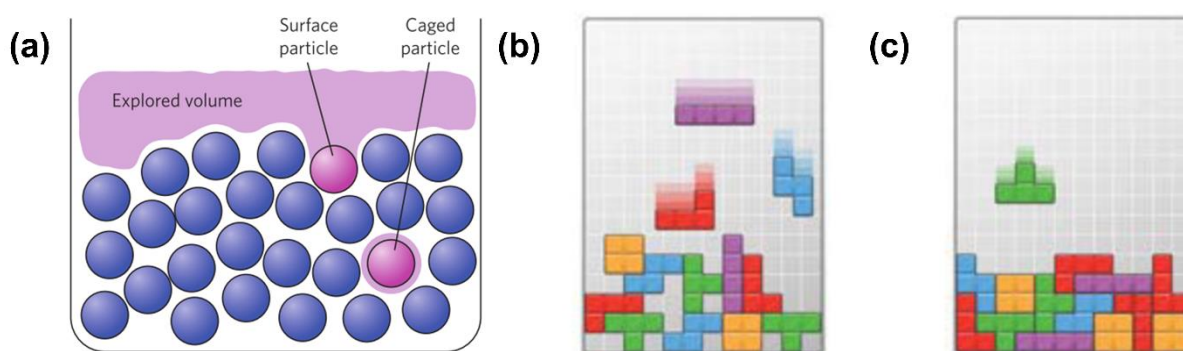 (a)
Surface
particle
Caged
particle
Explored volume
(b)
(c)